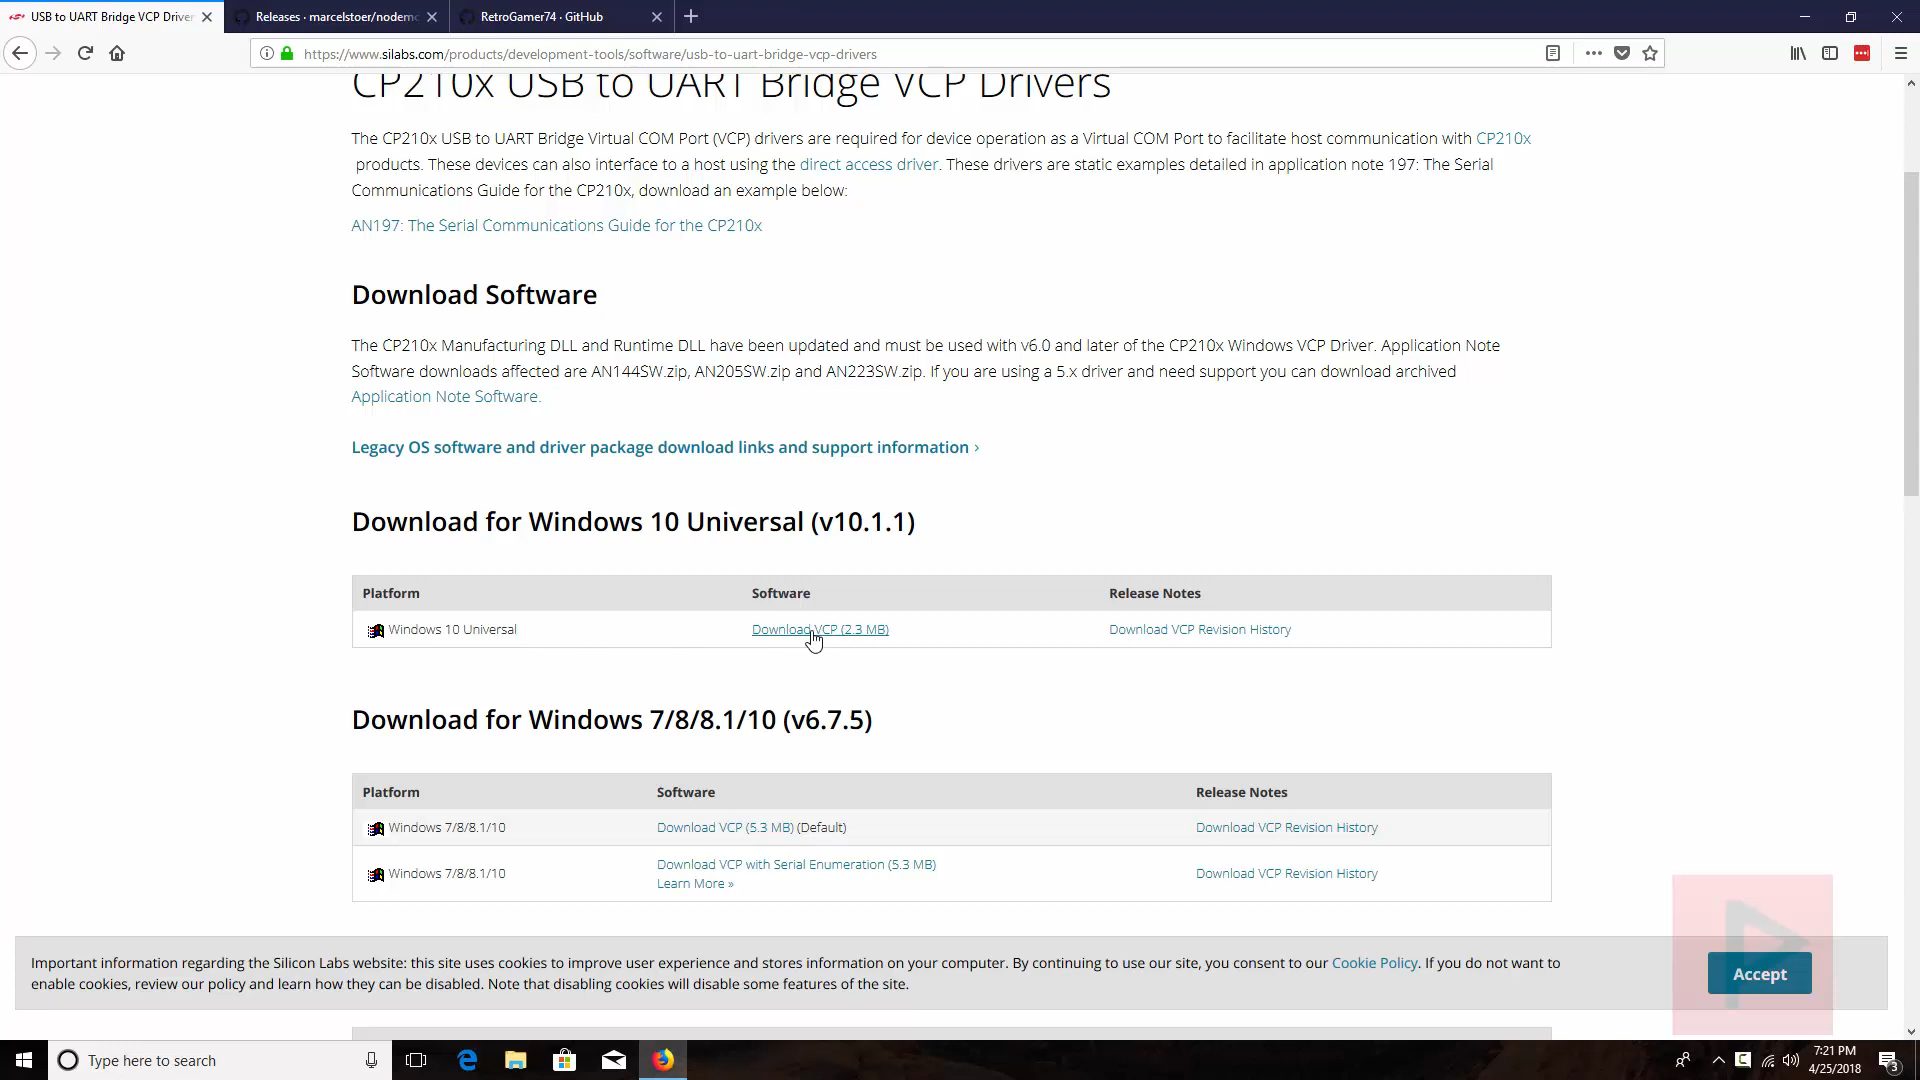 USB to UART Bridge VCP Driver
Releases · marcelstoer/nodemc
RetroGamer74 · GitHub
https://www.silabs.com/products/development-tools/software/usb-to-uart-bridge-vcp-drivers
CP210x USB to UART Bridge VCP Drivers
The CP210x USB to UART Bridge Virtual COM Port (VCP) drivers are required for device operation as a Virtual COM Port to facilitate host communication with CP210x
products. These devices can also interface to a host using the direct access driver. These drivers are static examples detailed in application note 197: The Serial
Communications Guide for the CP210x, download an example below:
AN197: The Serial Communications Guide for the CP210x
Download Software
The CP210x Manufacturing DLL and Runtime DLL have been updated and must be used with v6.0 and later of the CP210x Windows VCP Driver. Application Note
Software downloads affected are AN144SW.zip, AN205SW.zip and AN223SW.zip. If you are using a 5.x driver and need support you can download archived
Application Note Software.
Legacy OS software and driver package download links and support information ›
Download for Windows 10 Universal (v10.1.1)
Platform Software Release Notes
Windows 10 Universal Download VCP (2.3 MB) Download VCP Revision History
Download for Windows 7/8/8.1/10 (v6.7.5)
Platform Software Release Notes
Windows 7/8/8.1/10 Download VCP (5.3 MB) (Default) Download VCP Revision History
Windows 7/8/8.1/10 Download VCP with Serial Enumeration (5.3 MB) Download VCP Revision History
Learn More »
Important information regarding the Silicon Labs website: this site uses cookies to improve user experience and stores information on your computer. By continuing to use our site, you consent to our Cookie Policy. If you do not want to
enable cookies, review our policy and learn how they can be disabled. Note that disabling cookies will disable some features of the site.
Accept
Type here to search
7:21 PM
4/25/2018
3